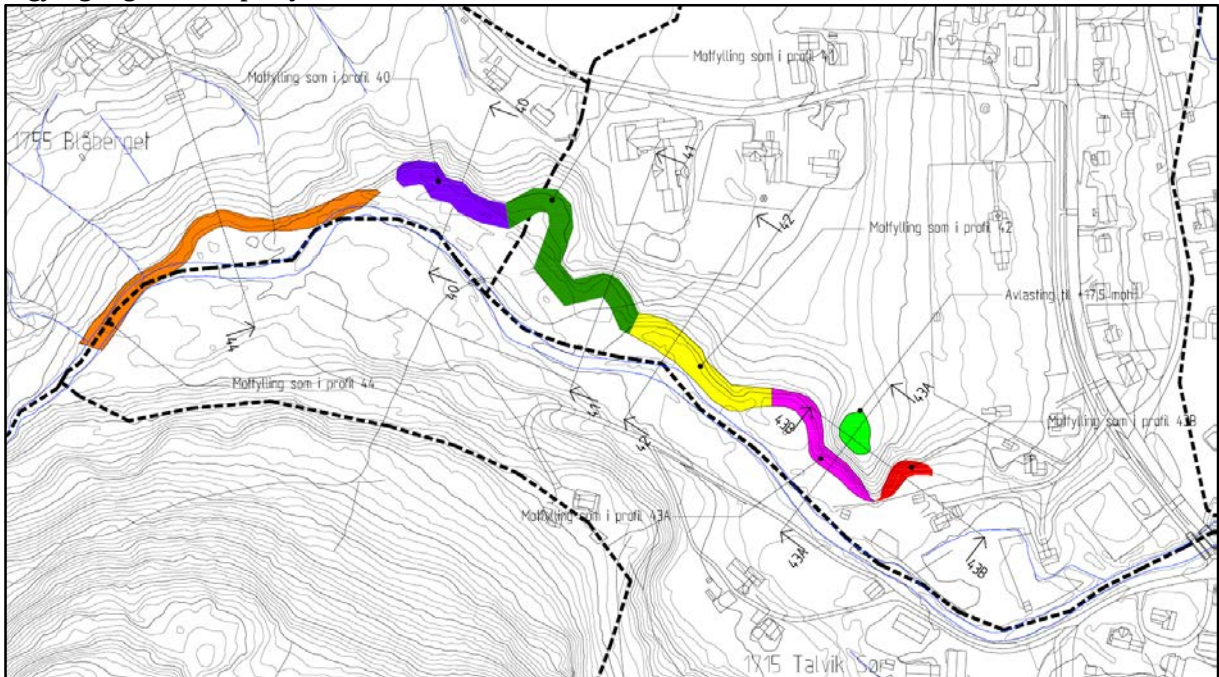 Motfylling som i profil 40
Motfylling som i profil 41
40
41
1755 Blåberget
42
Motfylling som i profil 42
40
Avlasting til +17,5 moh
44
Motfylling som i profil 44
41
42
43B
43A
Motfylling som i profil 43B
Motfylling som i profil 43A
43A
43B
1715 Talvik Sør